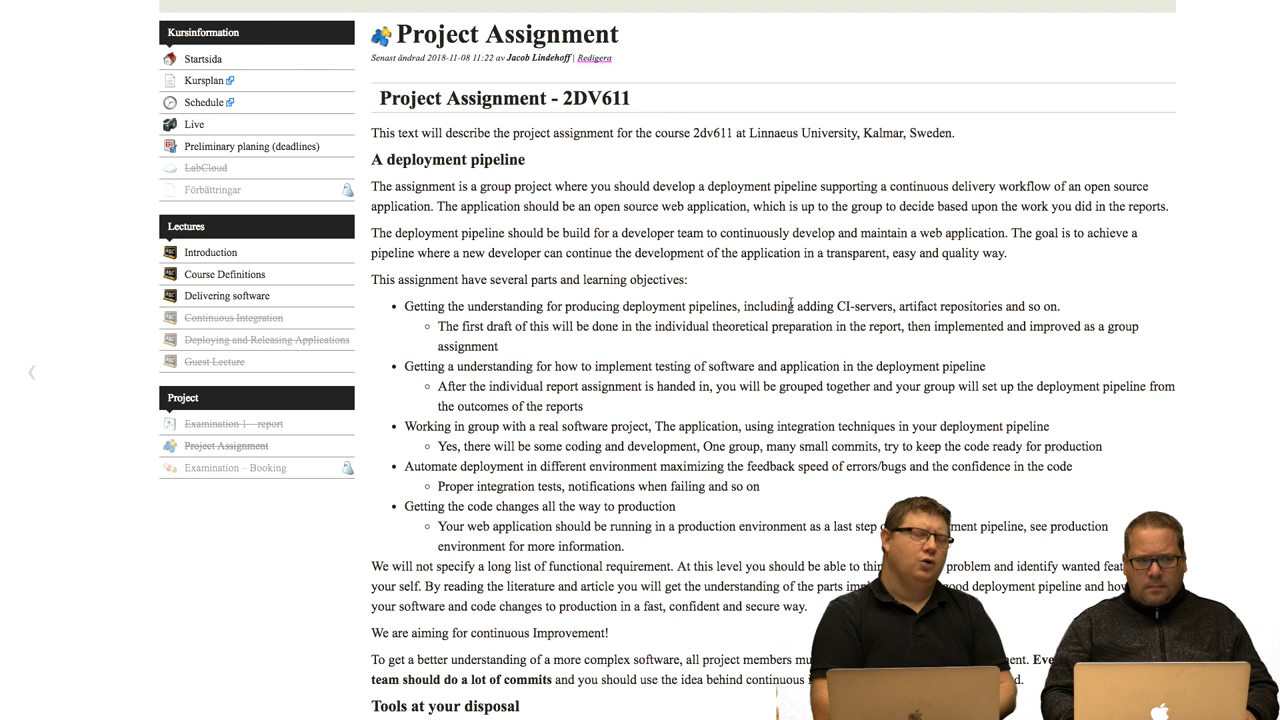 Kursinformation
Startsida
Kursplan
Schedule
Live
Preliminary planing (deadlines)
LabCloud
Förbättringar
Lectures
Introduction
Course Definitions
Delivering software
Continuous Integration
Deploying and Releasing Applications
Guest Lecture
Project
Examination 1 – report
Project Assignment
Examination – Booking
Project Assignment
Senast ändrad 2018-11-08 11:22 av Jacob Lindehoff | Redigera
Project Assignment - 2DV611
This text will describe the project assignment for the course 2dv611 at Linnaeus University, Kalmar, Sweden.
A deployment pipeline
The assignment is a group project where you should develop a deployment pipeline supporting a continuous delivery workflow of an open source
application. The application should be an open source web application, which is up to the group to decide based upon the work you did in the reports.
The deployment pipeline should be build for a developer team to continuously develop and maintain a web application. The goal is to achieve a
pipeline where a new developer can continue the development of the application in a transparent, easy and quality way.
This assignment have several parts and learning objectives:
• Getting the understanding for producing deployment pipelines, including adding CI-servers, artifact repositories and so on.
◦ The first draft of this will be done in the individual theoretical preparation in the report, then implemented and improved as a group
assignment
• Getting a understanding for how to implement testing of software and application in the deployment pipeline
◦ After the individual report assignment is handed in, you will be grouped together and your group will set up the deployment pipeline from
the outcomes of the reports
• Working in group with a real software project, The application, using integration techniques in your deployment pipeline
◦ Yes, there will be some coding and development, One group, many small commits, try to keep the code ready for production
• Automate deployment in different environment maximizing the feedback speed of errors/bugs and the confidence in the code
◦ Proper integration tests, notifications when failing and so on
• Getting the code changes all the way to production
◦ Your web application should be running in a production environment as a last step pipeline, see production
environment for more information.
We will not specify a long list of functional requirement. At this level you should be able to problem and identify wanted
your self. By reading the literature and article you will get the understanding of the parts deployment pipeline and
your software and code changes to production in a fast, confident and secure way.
We are aiming for continuous Improvement!
To get a better understanding of a more complex software, all project members
team should do a lot of commits and you should use the idea behind continuous
Tools at your disposal